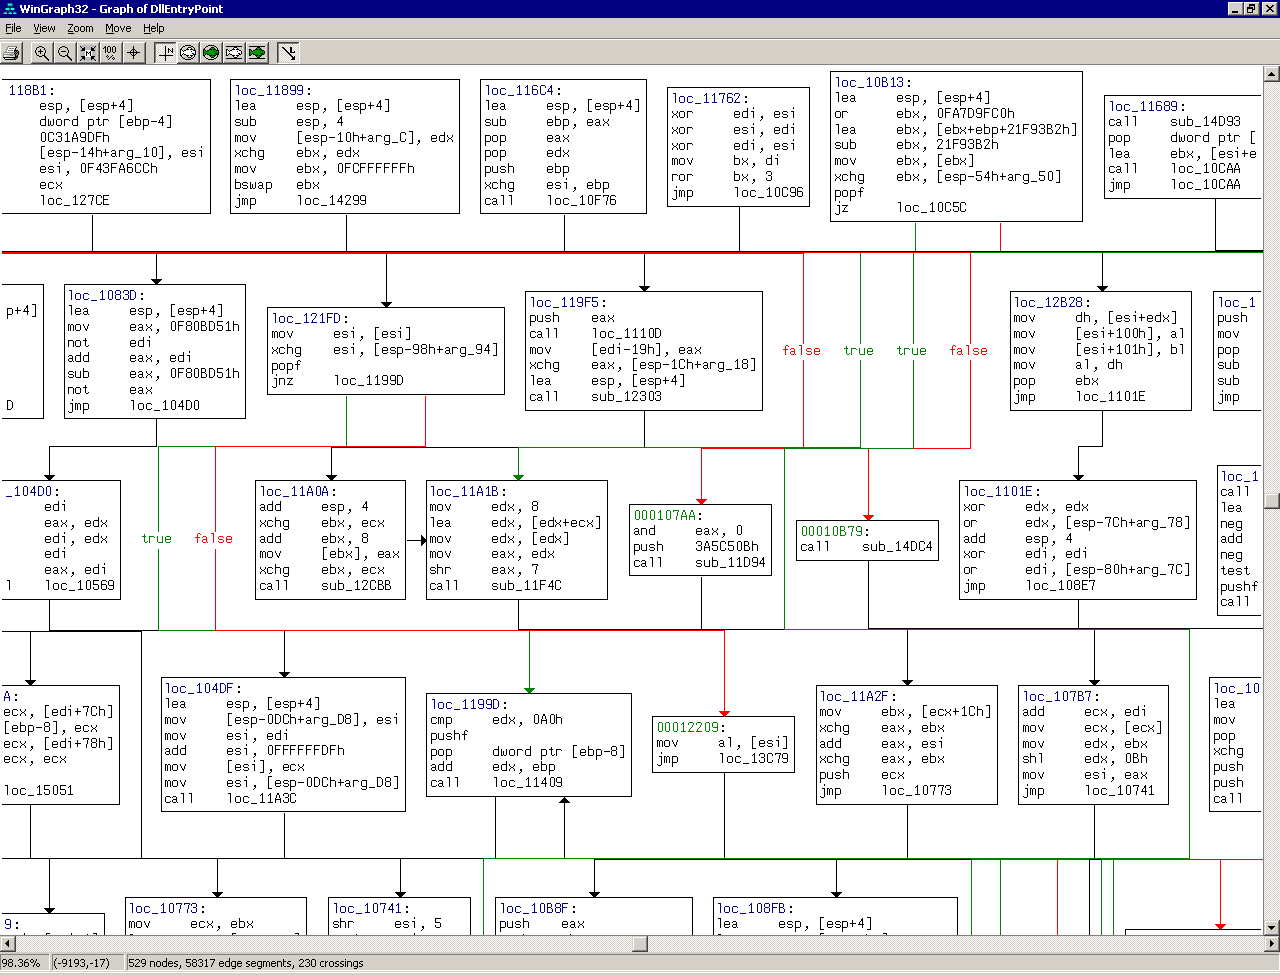 WinGraph32 - Graph of DllEntryPoint
File View Zoom Move Help
100 %
N
118B1:
esp, [esp+4]
dword ptr [ebp-4]
0C31A9DFh
[esp-14h+arg_10], esi
esi, 0F43FA6CCh
ecx
loc_127CE
loc_11899:
lea esp, [esp+4]
sub esp, 4
mov [esp-10h+arg_C], edx
xchg ebx, edx
mov ebx, 0FCFFFFFFh
bswap ebx
jmp loc_14299
loc_116C4:
lea esp, [esp+4]
sub ebp, eax
pop eax
pop edx
push ebp
xchg esi, ebp
call loc_10F76
loc_11762:
xor edi, esi
xor esi, edi
xor edi, esi
mov bx, di
ror bx, 3
jmp loc_10C96
loc_10B13:
lea esp, [esp+4]
or ebx, 0FA7D9FC0h
lea ebx, [ebx+ebp+21F93B2h]
sub ebx, 21F93B2h
mov ebx, [ebx]
xchg ebx, [esp-54h+arg_50]
popf
jz loc_10C5C
loc_11689:
call sub_14D93
pop dword ptr [
lea ebx, [esi+e
call loc_10CAA
jmp loc_10CAA
p+4]
D
loc_1083D:
lea esp, [esp+4]
mov eax, 0F80BD51h
not edi
add eax, edi
sub eax, 0F80BD51h
not eax
jmp loc_104D0
loc_121FD:
mov esi, [esi]
xchg esi, [esp-98h+arg_94]
popf
jnz loc_1199D
loc_119F5:
push eax
call loc_1110D
mov [edi-19h], eax
xchg eax, [esp-1Ch+arg_18]
lea esp, [esp+4]
call sub_12303
false true true false
loc_12B28:
mov dh, [esi+edx]
mov [esi+100h], al
mov [esi+101h], bl
mov al, dh
pop ebx
jmp loc_1101E
loc_1
push
mov
pop
sub
sub
jmp
_104D0:
edi
eax, edx
edi, edx
edi
eax, edi
l loc_10569
true false
loc_11A0A:
add esp, 4
xchg ebx, ecx
add ebx, 8
mov [ebx], eax
xchg ebx, ecx
call sub_12CBB
loc_11A1B:
mov edx, 8
lea edx, [edx+ecx]
mov edx, [edx]
mov eax, edx
shr eax, 7
call sub_11F4C
000107AA:
and eax, 0
push 3A5C50Bh
call sub_11D94
00010B79:
call sub_14DC4
loc_1101E:
xor edx, edx
or edx, [esp-7Ch+arg_78]
add esp, 4
xor edi, edi
or edi, [esp-80h+arg_7C]
jmp loc_108E7
loc_1
call
lea
neg
add
neg
test
pushf
call
A:
ecx, [edi+7Ch]
[ebp-8], ecx
ecx, [edi+78h]
ecx, ecx
loc_15051
loc_104DF:
lea esp, [esp+4]
mov [esp-0DCh+arg_D8], esi
mov esi, edi
add esi, 0FFFFFFDFh
mov [esi], ecx
mov esi, [esp-0DCh+arg_D8]
call loc_11A3C
loc_1199D:
cmp edx, 0A0h
pushf
pop dword ptr [ebp-8]
add edx, ebp
call loc_11409
00012209:
mov al, [esi]
jmp loc_13C79
loc_11A2F:
mov ebx, [ecx+1Ch]
xchg eax, ebx
add eax, esi
xchg eax, ebx
push ecx
jmp loc_10773
loc_107B7:
add ecx, edi
mov ecx, [ecx]
mov edx, ebx
shl edx, 0Bh
mov esi, eax
jmp loc_10741
loc_10
lea
mov
pop
xchg
push
push
call
9:
loc_10773:
mov ecx, ebx
loc_10741:
shr esi, 5
loc_10B8F:
push eax
loc_108FB:
lea esp, [esp+4]
98.36% (-9193,-17) 529 nodes, 58317 edge segments, 230 crossings